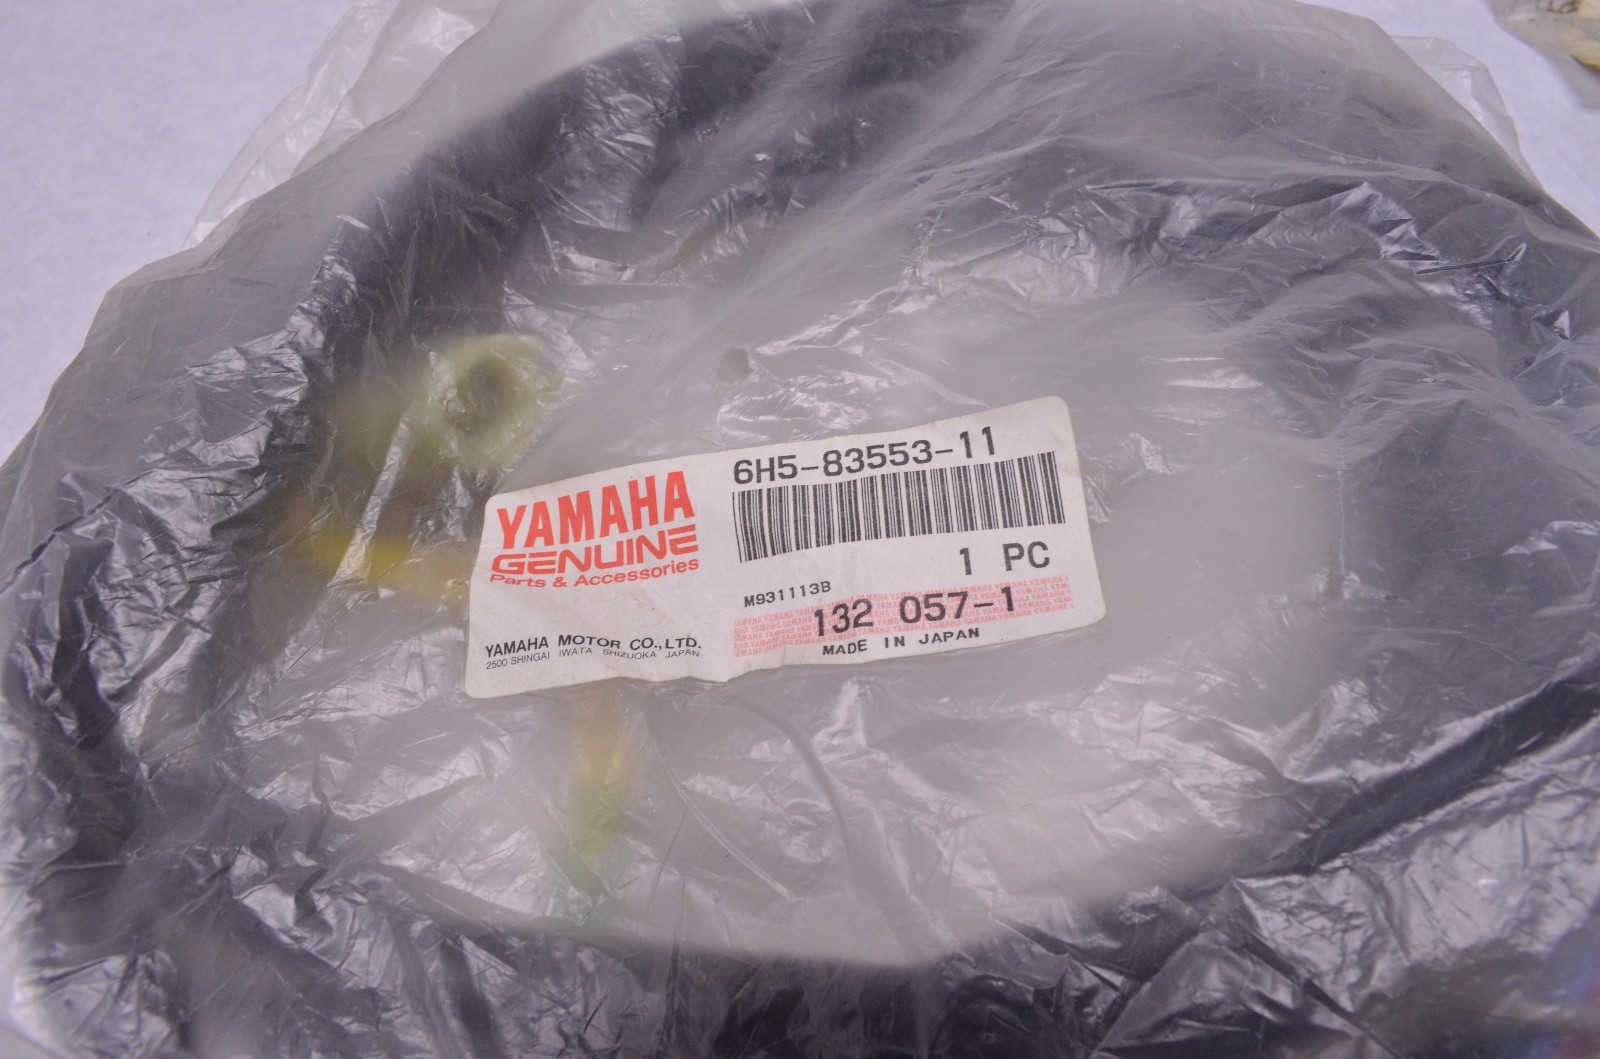 YAMAHA
GENUINE
Parts & Accessories
YAMAHA MOTOR CO.,LTD.
2500 SHINGAI IWATA SHIZUOKA JAPAN
6H5-83553-11
1 PC
M931113B
132 057-1
MADE IN JAPAN